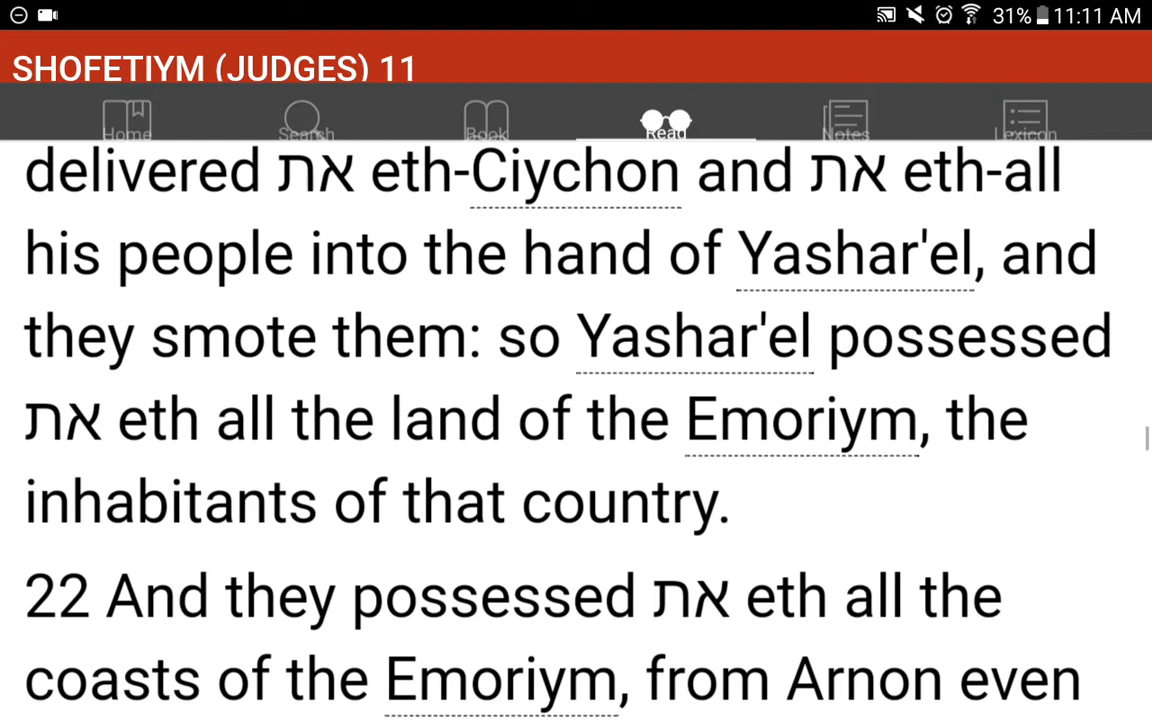 31% 11:11 AM
SHOFETIYM (JUDGES) 11
Home Search Book Read Notes Lexicon
delivered את eth-Ciychon and את eth-all
his people into the hand of Yashar'el, and
they smote them: so Yashar'el possessed
את eth all the land of the Emoriym, the
inhabitants of that country.
22 And they possessed את eth all the
coasts of the Emoriym, from Arnon even